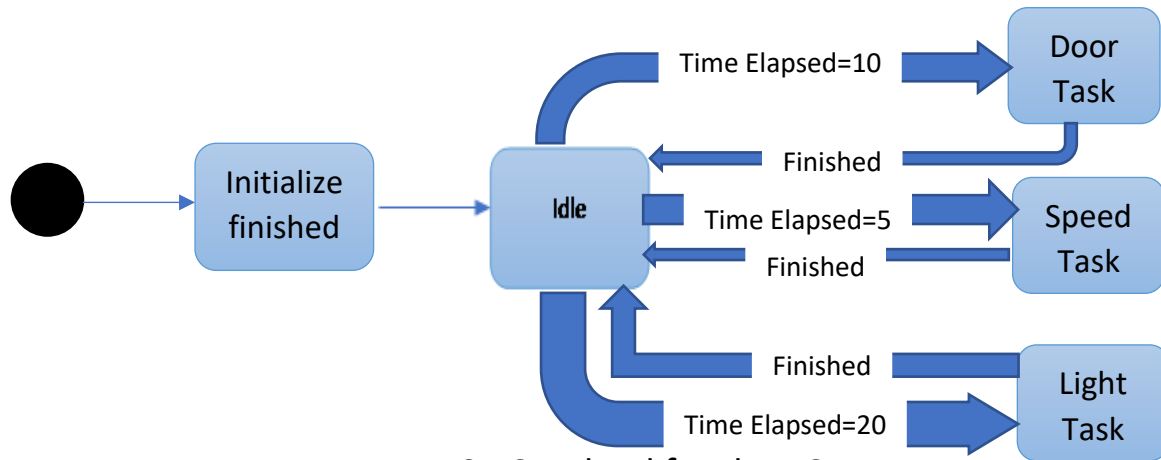 Time Elapsed=10
Door
Task
Finished
Initialize
finished
Idle
Time Elapsed=5
Speed
Task
Finished
Finished
Light
Task
Time Elapsed=20